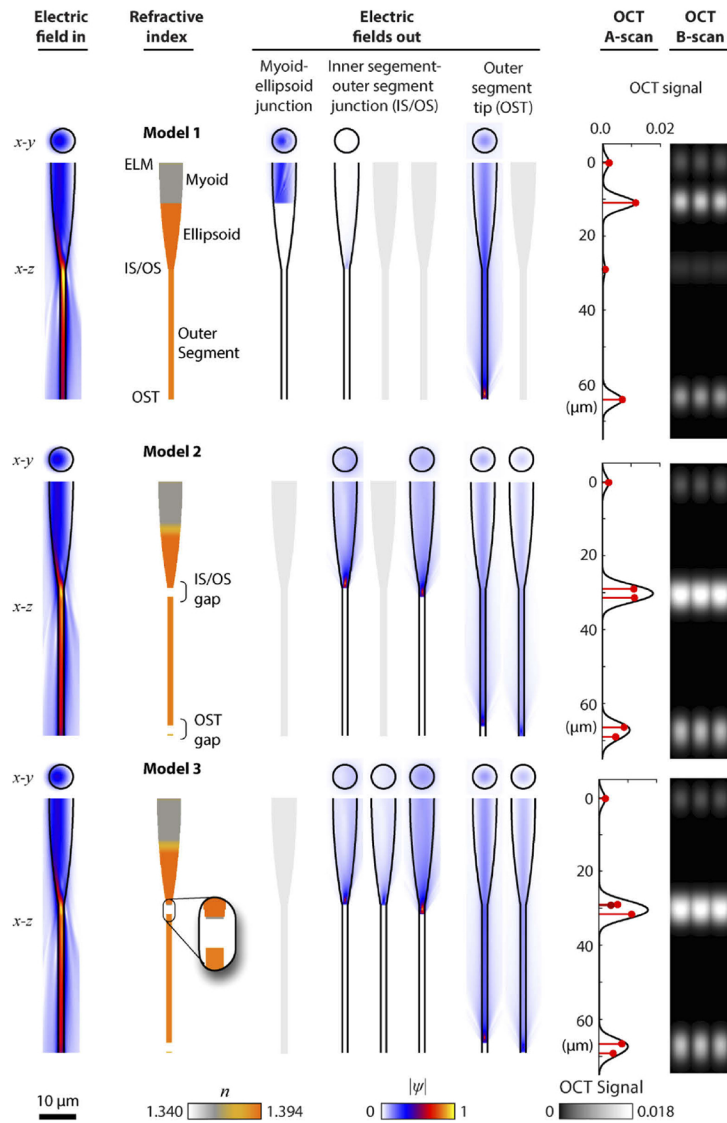 Electric field in
Refractive index
Electric fields out
OCT A-scan
OCT B-scan
Myoid-ellipsoid junction
Inner segement-outer segment junction (IS/OS)
Outer segment tip (OST)
OCT signal
0.0
0.02
x-y
Model 1
ELM
Myoid
Ellipsoid
x-z
IS/OS
Outer Segment
OST
0
20
40
60
(μm)
x-y
Model 2
IS/OS gap
x-z
OST gap
0
20
40
60
(μm)
x-y
Model 3
x-z
0
20
40
60
(μm)
10 μm
n
1.340
1.394
|ψ|
0
1
OCT Signal
0
0.018